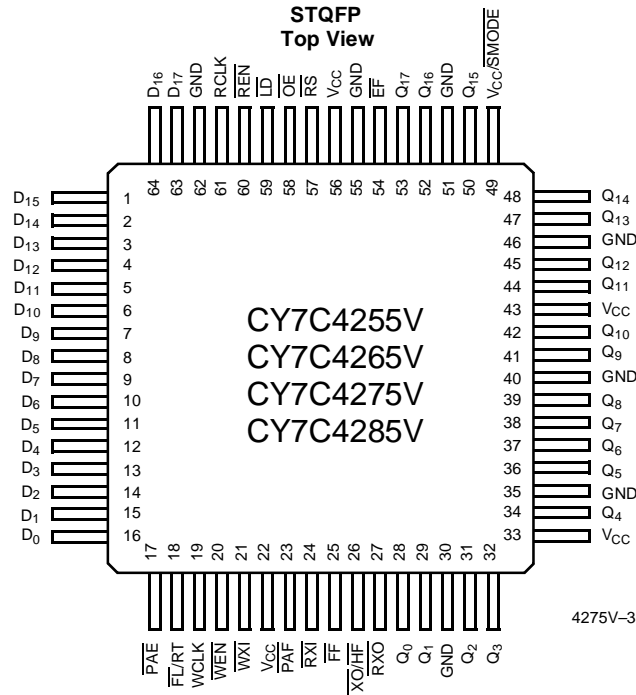 STQFP
Top View
D16
D17
GND
RCLK
REN
LD
OE
RS
VCC
GND
EF
Q17
Q16
GND
Q15
VCC/SMODE
64
63
62
61
60
59
58
57
56
55
54
53
52
51
50
49
D15 1
D14 2
D13 3
D12 4
D11 5
D10 6
D9 7
D8 8
D7 9
D6 10
D5 11
D4 12
D3 13
D2 14
D1 15
D0 16
CY7C4255V
CY7C4265V
CY7C4275V
CY7C4285V
48 Q14
47 Q13
46 GND
45 Q12
44 Q11
43 VCC
42 Q10
41 Q9
40 GND
39 Q8
38 Q7
37 Q6
36 Q5
35 GND
34 Q4
33 VCC
17
18
19
20
21
22
23
24
25
26
27
28
29
30
31
32
PAE
FL/RT
WCLK
WEN
WXI
VCC
PAF
RXI
FF
XO/HF
RXO
Q0
Q1
GND
Q2
Q3
4275V–3